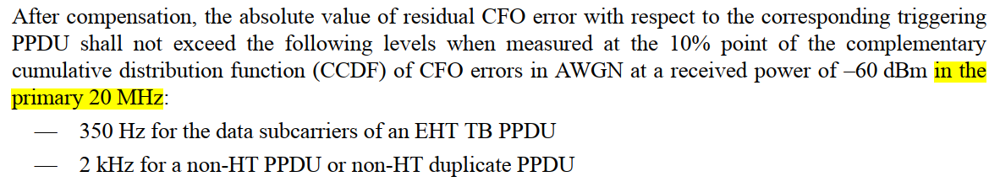 After compensation, the absolute value of residual CFO error with respect to the corresponding triggering
PPDU shall not exceed the following levels when measured at the 10% point of the complementary
cumulative distribution function (CCDF) of CFO errors in AWGN at a received power of –60 dBm in the
primary 20 MHz:
— 350 Hz for the data subcarriers of an EHT TB PPDU
— 2 kHz for a non-HT PPDU or non-HT duplicate PPDU